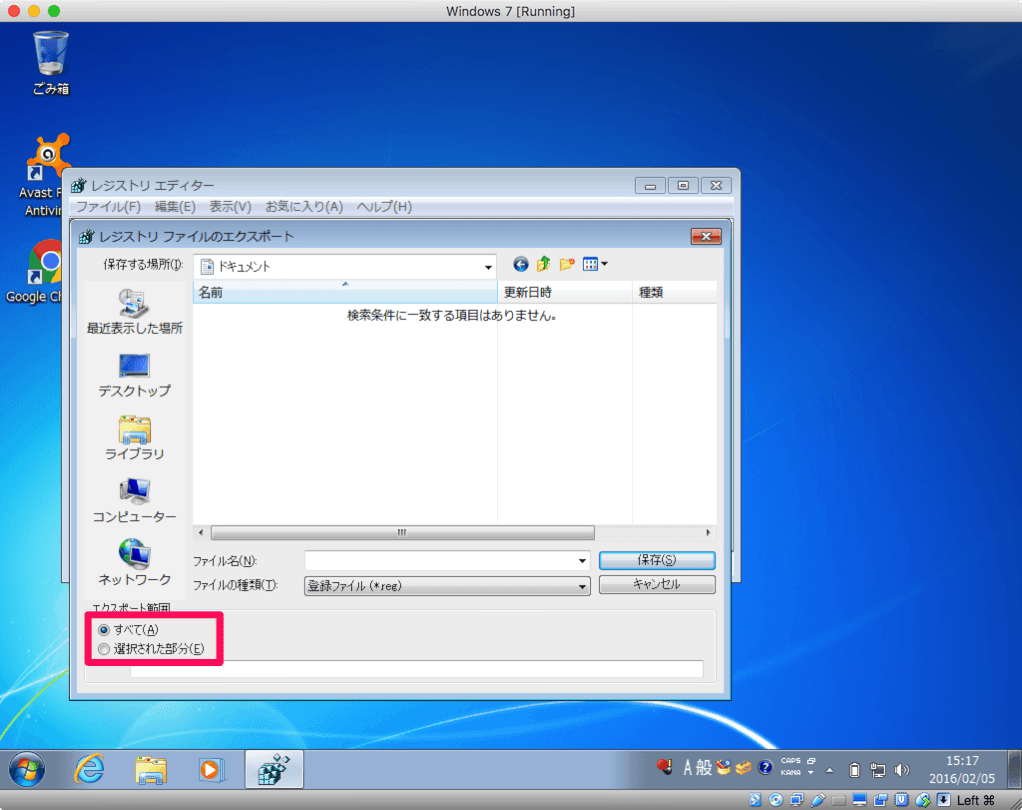 Windows 7 [Running]
ごみ箱
Avast F
Antivir
Google Ch
レジストリ エディター
ファイル(F) 編集(E) 表示(V) お気に入り(A) ヘルプ(H)
レジストリ ファイルのエクスポート
保存する場所(I):
ドキュメント
名前
更新日時
種類
検索条件に一致する項目はありません。
最近表示した場所
デスクトップ
ライブラリ
コンピューター
ネットワーク
ファイル名(N):
保存(S)
ファイルの種類(T):
登録ファイル (*.reg)
キャンセル
エクスポート範囲
すべて(A)
選択された部分(E)
A 般
CAPS
KANA
15:17
2016/02/05
Left ⌘